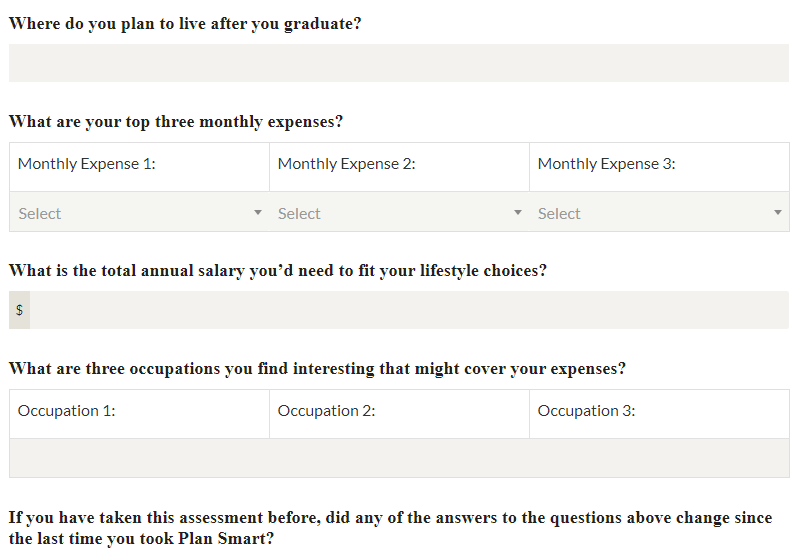 Where do you plan to live after you graduate?
What are your top three monthly expenses?
Monthly Expense 1:
Monthly Expense 2:
Monthly Expense 3:
Select
Select
Select
What is the total annual salary you’d need to fit your lifestyle choices?
$
What are three occupations you find interesting that might cover your expenses?
Occupation 1:
Occupation 2:
Occupation 3:
If you have taken this assessment before, did any of the answers to the questions above change since
the last time you took Plan Smart?